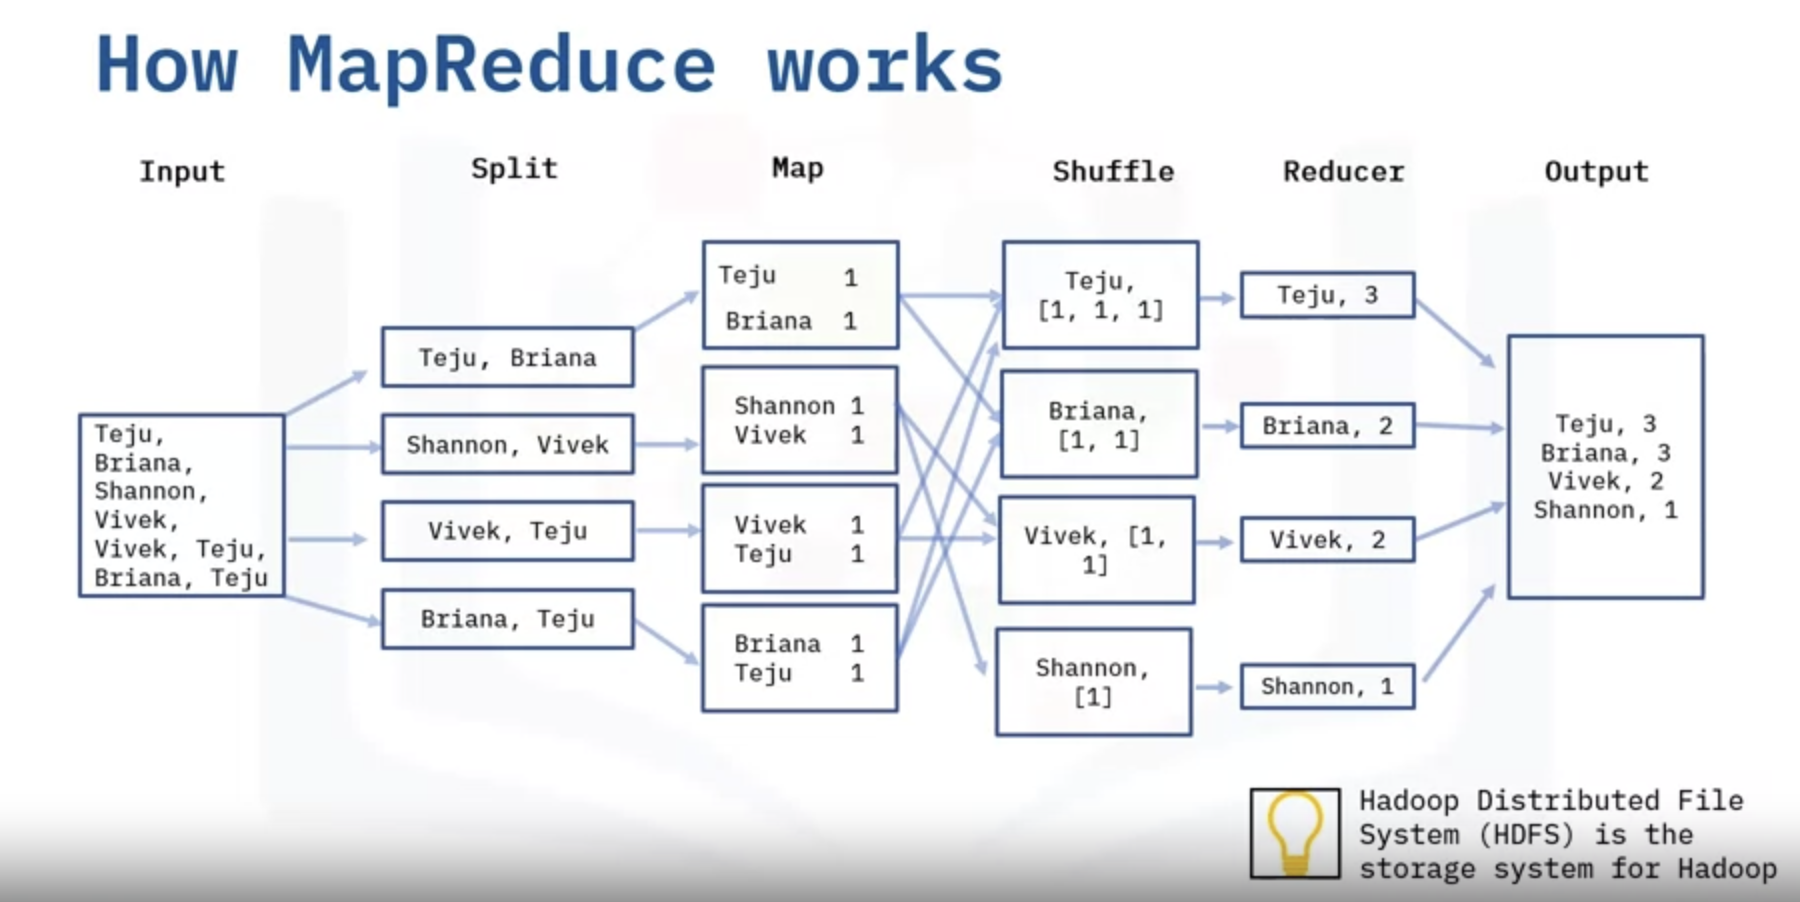 How MapReduce works
Input
Split
Map
Shuffle
Reducer
Output
Teju,
Briana,
Shannon,
Vivek,
Vivek, Teju,
Briana, Teju
Teju, Briana
Shannon, Vivek
Vivek, Teju
Briana, Teju
Teju 1
Briana 1
Shannon 1
Vivek 1
Vivek 1
Teju 1
Briana 1
Teju 1
Teju,
[1, 1, 1]
Briana,
[1, 1]
Vivek, [1,
1]
Shannon,
[1]
Teju, 3
Briana, 2
Vivek, 2
Shannon, 1
Teju, 3
Briana, 3
Vivek, 2
Shannon, 1
Hadoop Distributed File
System (HDFS) is the
storage system for Hadoop